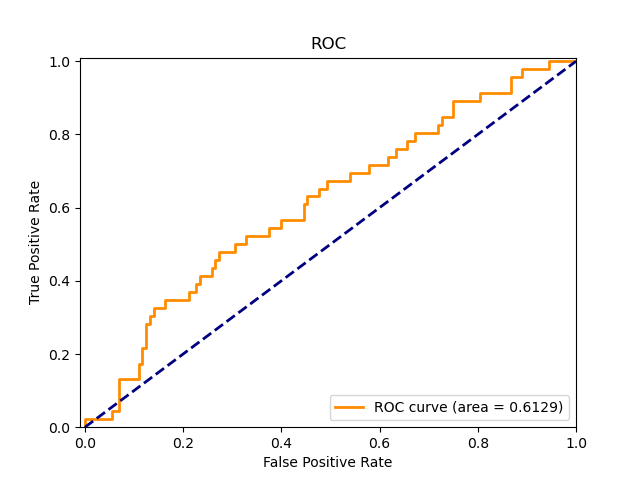 ROC
1.0
0.8
0.6
0.4
0.2
0.0
True Positive Rate
ROC curve (area = 0.6129)
0.0 0.2 0.4 0.6 0.8 1.0
False Positive Rate